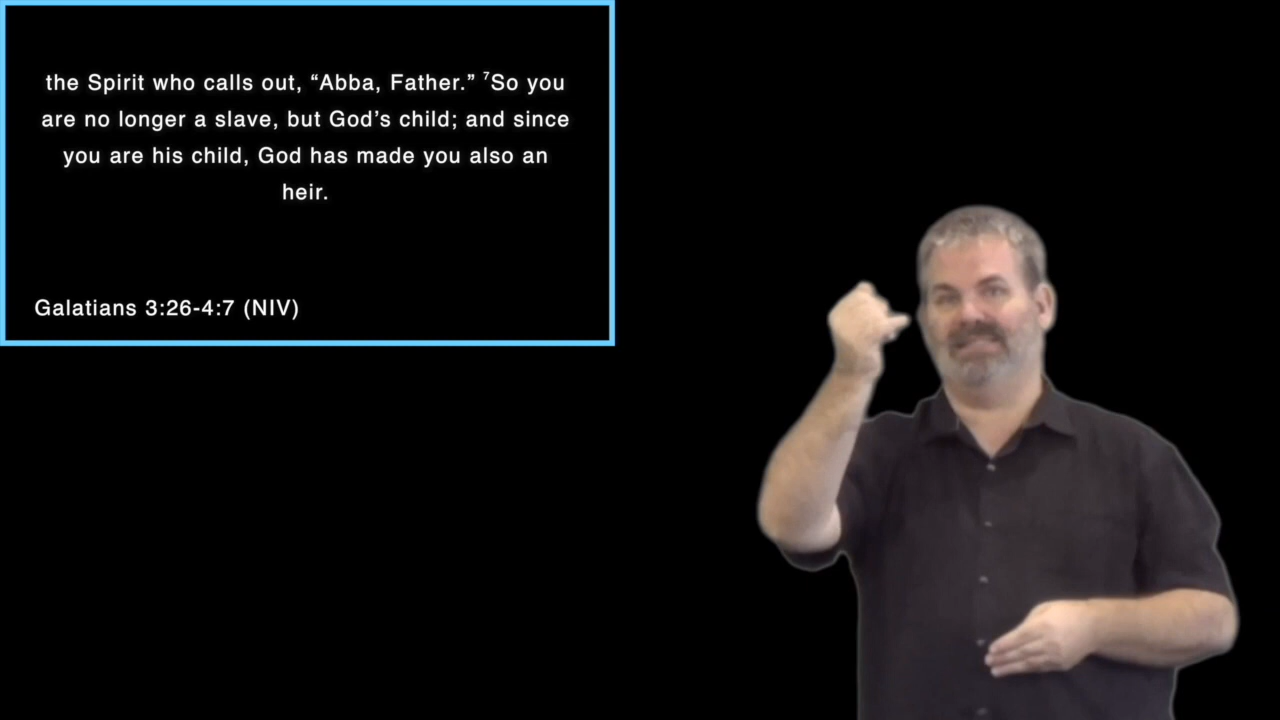 the Spirit who calls out, “Abba, Father.” ⁷So you
are no longer a slave, but God’s child; and since
you are his child, God has made you also an
heir.
Galatians 3:26-4:7 (NIV)